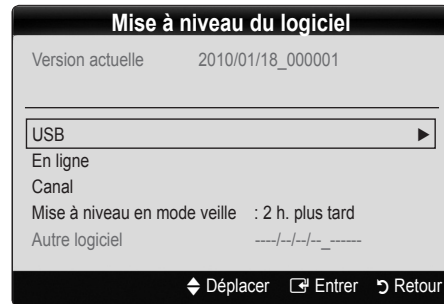 Mise à niveau du logiciel
Version actuelle 2010/01/18_000001
USB
En ligne
Canal
Mise à niveau en mode veille : 2 h. plus tard
Autre logiciel ----/--/--/--_------
Déplacer Entrer Retour